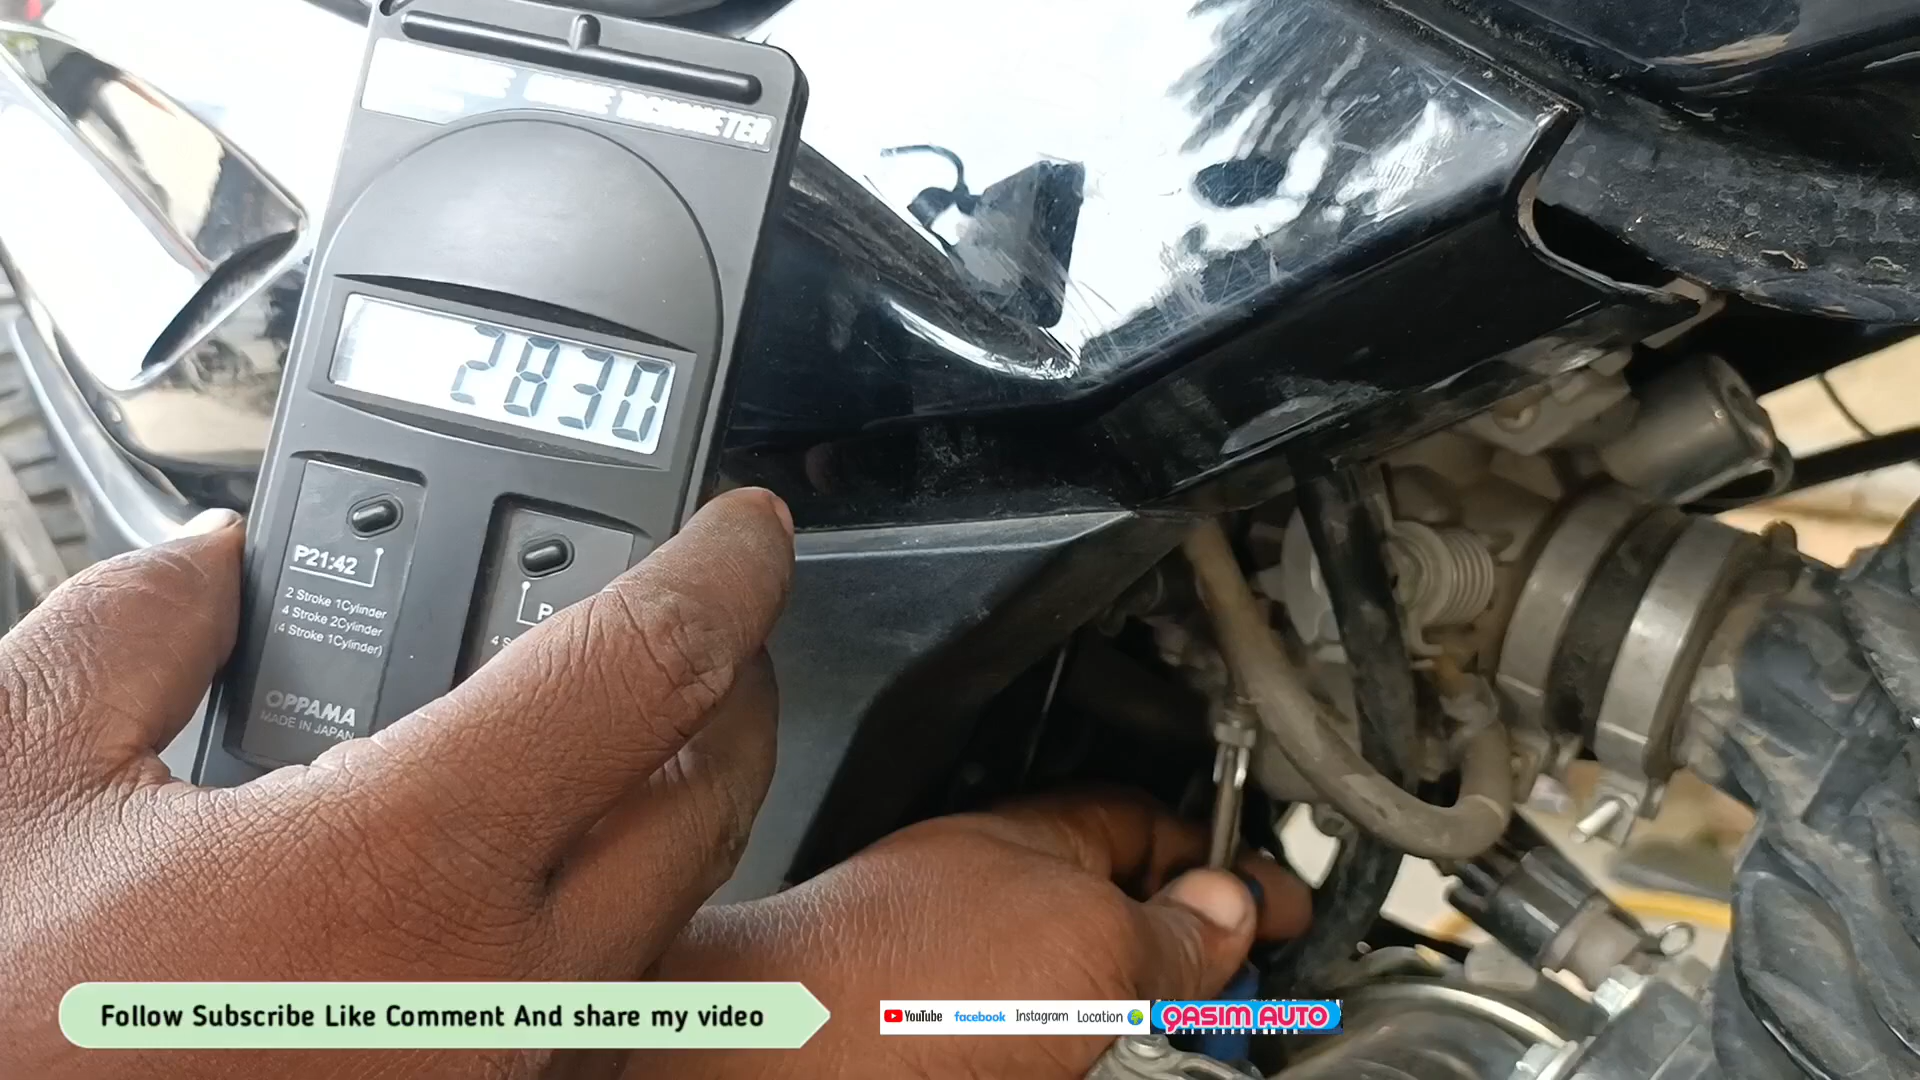 TACHOMETER
2830
P21:42
2 Stroke 1Cylinder
4 Stroke 2Cylinder
(4 Stroke 1Cylinder)
P
4 S
OPPAMA
MADE IN JAPAN
Follow Subscribe Like Comment And share my video
YouTube facebook Instagram Location QASIM AUTO